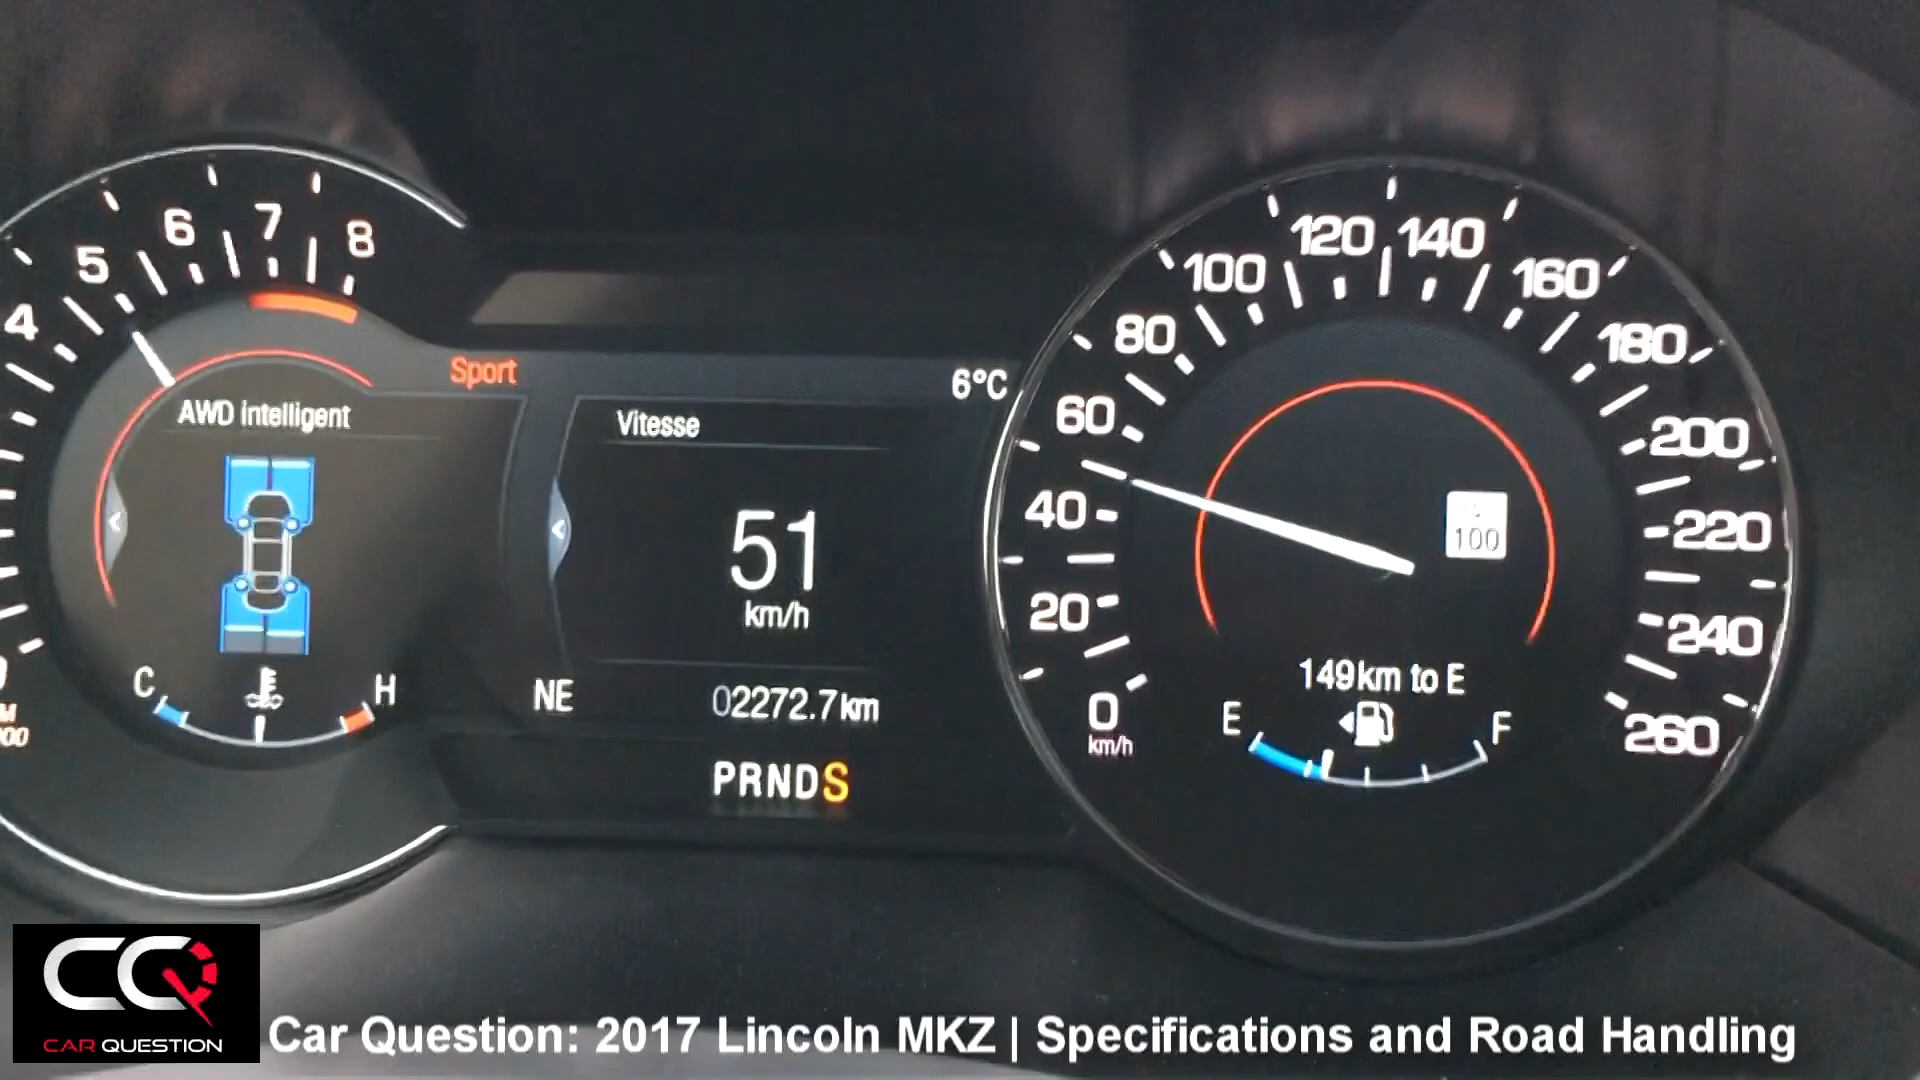 4 5 6 7 8
AWD intelligent
C H
Sport
6°C
Vitesse
51
km/h
NE
02272.7 km
PRNDS
0 20 40 60 80 100 120 140 160 180 200 220 240 260
km/h
100
149km to E
E F
CQ
CAR QUESTION
Car Question: 2017 Lincoln MKZ | Specifications and Road Handling